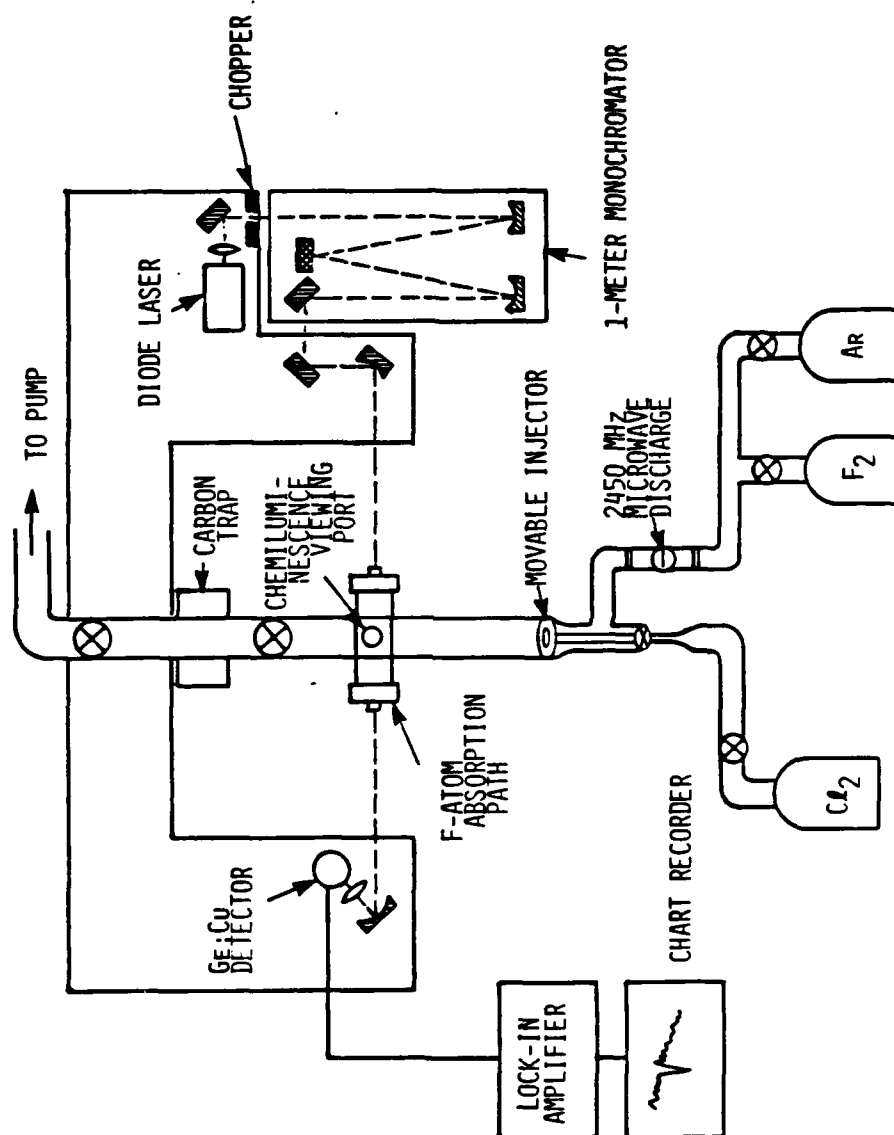 TO PUMP
CHOPPER
DIODE LASER
CARBON
TRAP
CHEMILUMI-
NESCENCE
VIEWING
PORT
1-METER MONOCHROMATOR
Ge:Cu
DETECTOR
F-ATOM
ABSORPTION
PATH
MOVABLE INJECTOR
2450 MHz
MICROWAVE
DISCHARGE
LOCK-IN
AMPLIFIER
CHART RECORDER
Cl2
F2
AR